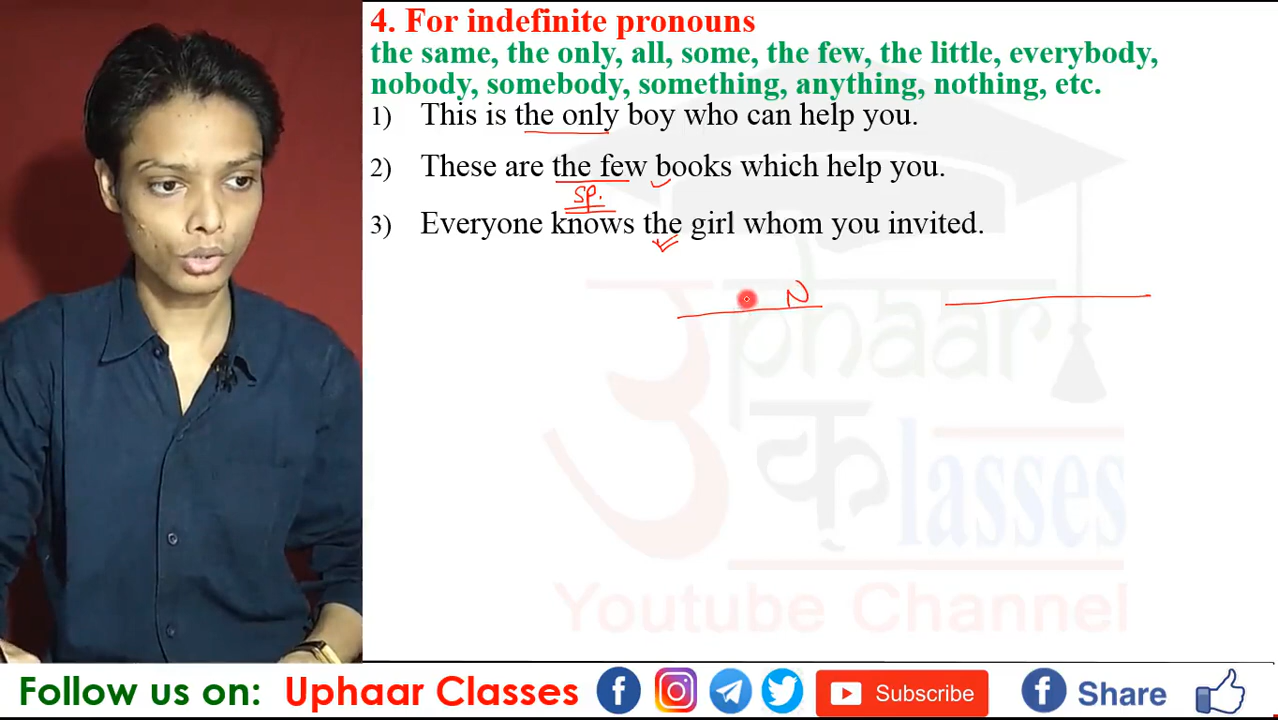 4. For indefinite pronouns
the same, the only, all, some, the few, the little, everybody,
nobody, somebody, something, anything, nothing, etc.
1) This is the only boy who can help you.
2) These are the few books which help you.
sp.
3) Everyone knows the girl whom you invited.
N
Uphaar
क lasses
Youtube Channel
Follow us on: Uphaar Classes Subscribe Share